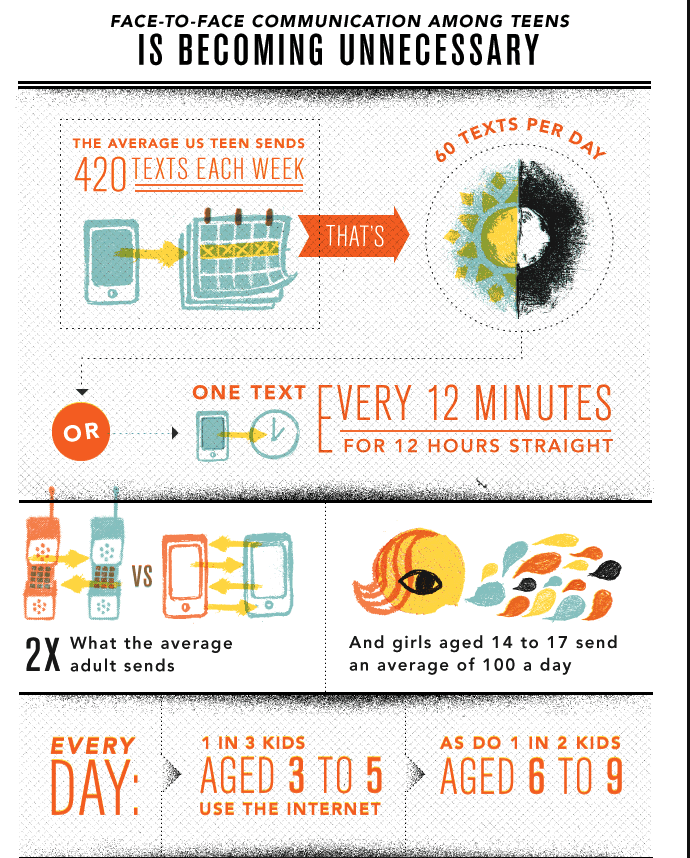 FACE-TO-FACE COMMUNICATION AMONG TEENS
IS BECOMING UNNECESSARY
THE AVERAGE US TEEN SENDS
420 TEXTS EACH WEEK
THAT'S
60 TEXTS PER DAY
OR
ONE TEXT
EVERY 12 MINUTES
FOR 12 HOURS STRAIGHT
VS
2X What the average
adult sends
And girls aged 14 to 17 send
an average of 100 a day
EVERY
DAY:
1 IN 3 KIDS
AGED 3 TO 5
USE THE INTERNET
AS DO 1 IN 2 KIDS
AGED 6 TO 9